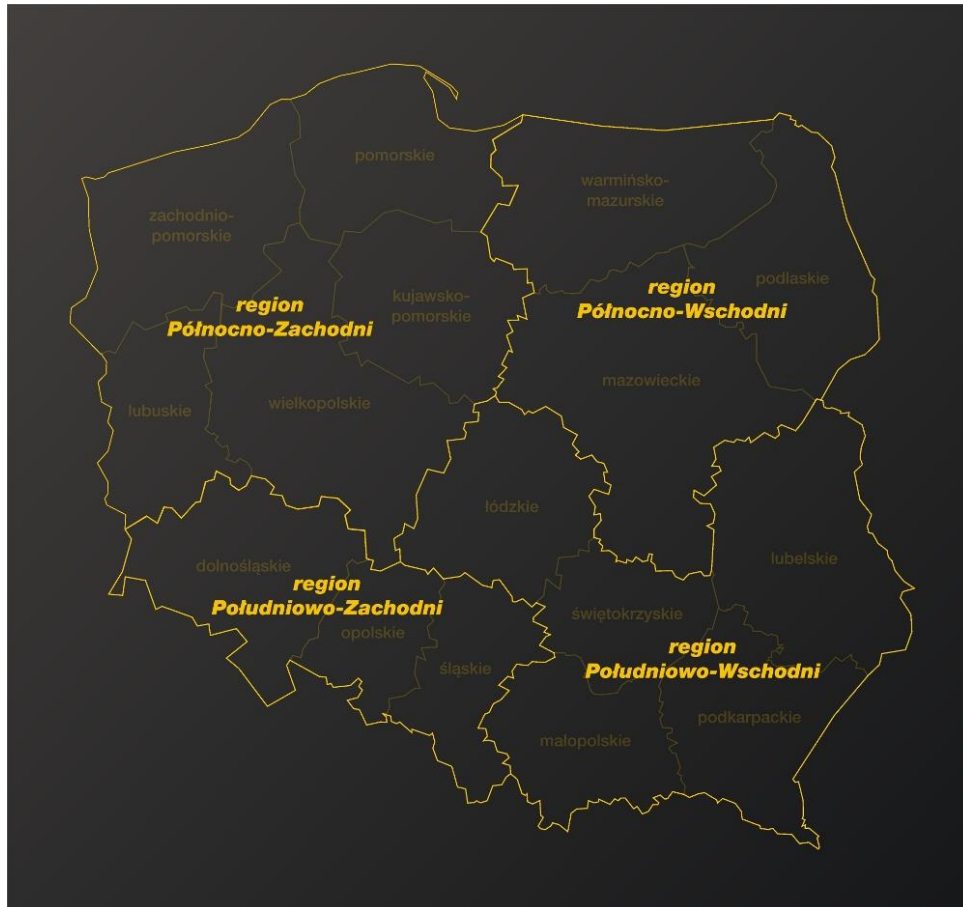 pomorskie
warmińsko-
mazurskie
zachodnio-
pomorskie
podlaskie
kujawsko-
pomorskie
region
Północno-Zachodni
region
Północno-Wschodni
mazowieckie
lubuskie
wielkopolskie
łódzkie
lubelskie
dolnośląskie
region
Południowo-Zachodni
opolskie
świętokrzyskie
region
Południowo-Wschodni
śląskie
podkarpackie
małopolskie